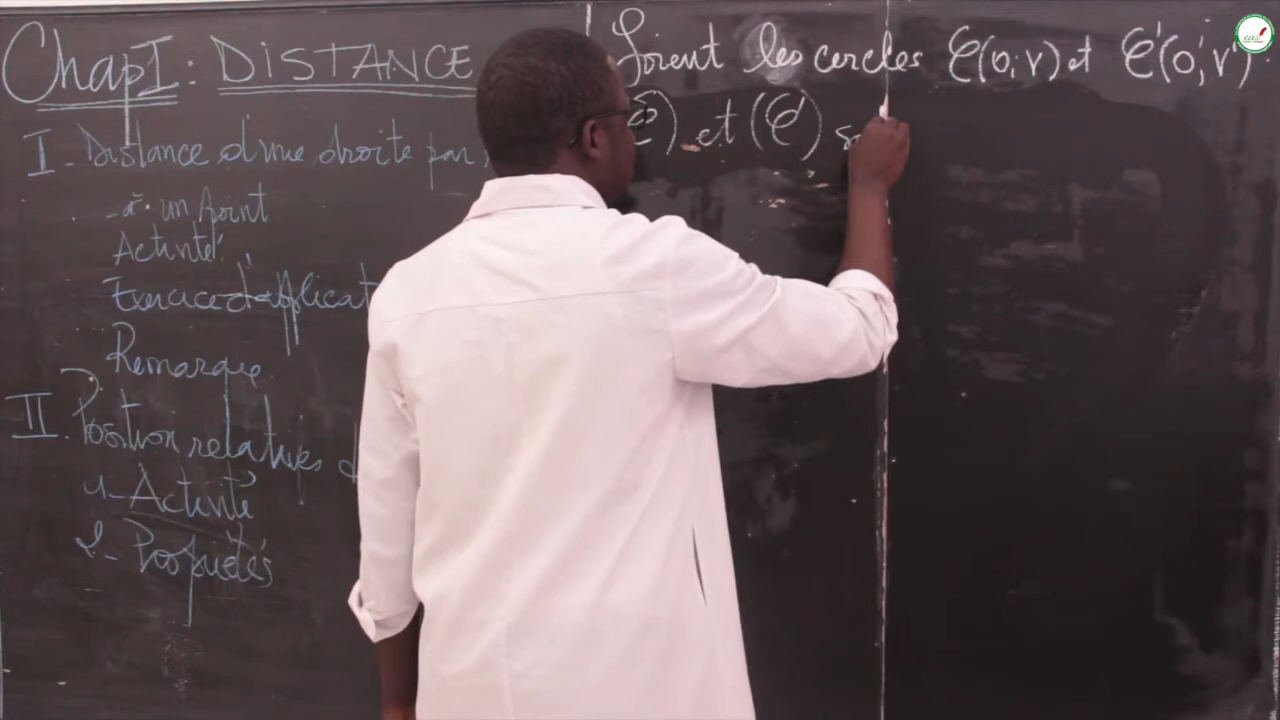 Chap I : DISTANCE
I - Distance d'une droite par
- à un point
Activité
Exercice d'application
Remarque
II. Position relatives d
1 - Activité
2 - Propriétés
Soient les cercles C(O; r) et C'(O'; r')
(C) et (C') s